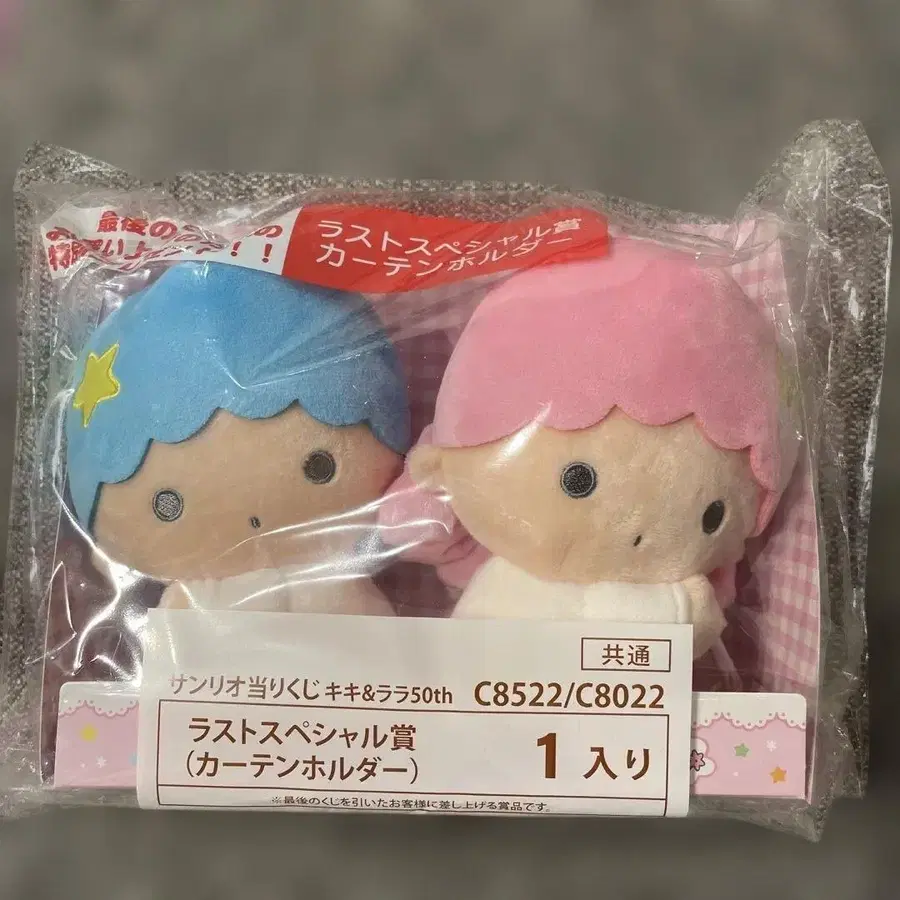 最後の
ラストスペシャル賞
カーテンホルダー
共通
サンリオ当りくじ キキ&ララ50th C8522/C8022
ラストスペシャル賞
(カーテンホルダー)
1入り
※最後のくじを引いたお客様に差し上げる賞品です。